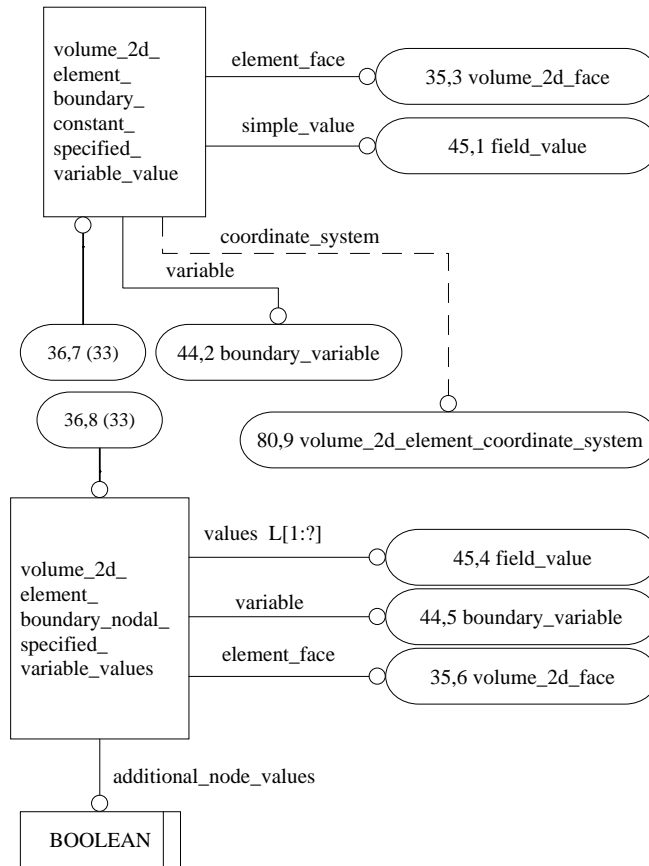 volume_2d_
element_
boundary_
constant_
specified_
variable_value
element_face
35,3 volume_2d_face
simple_value
45,1 field_value
coordinate_system
variable
36,7 (33)
44,2 boundary_variable
36,8 (33)
80,9 volume_2d_element_coordinate_system
volume_2d_
element_
boundary_nodal_
specified_
variable_values
values L[1:?]
45,4 field_value
variable
44,5 boundary_variable
element_face
35,6 volume_2d_face
additional_node_values
BOOLEAN